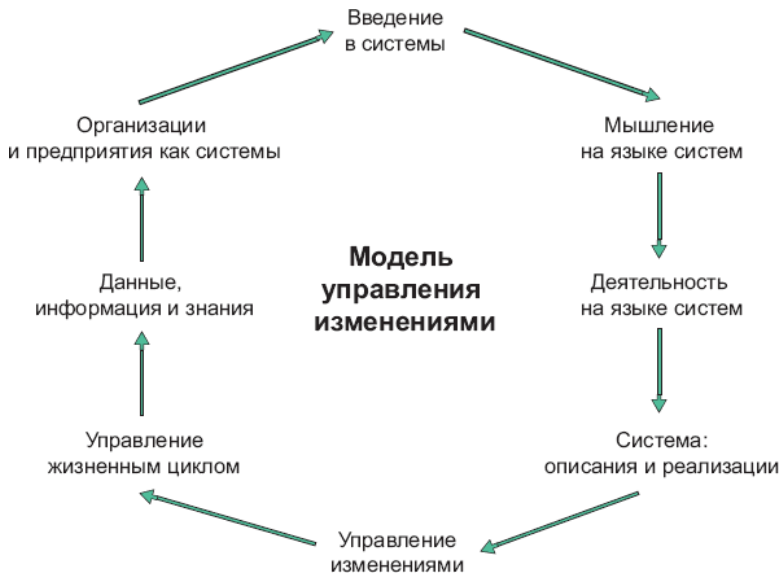 Введение
в системы
Мышление
на языке систем
Деятельность
на языке систем
Система:
описания и реализации
Управление
изменениями
Управление
жизненным циклом
Данные,
информация и знания
Организации
и предприятия как системы
Модель
управления
изменениями